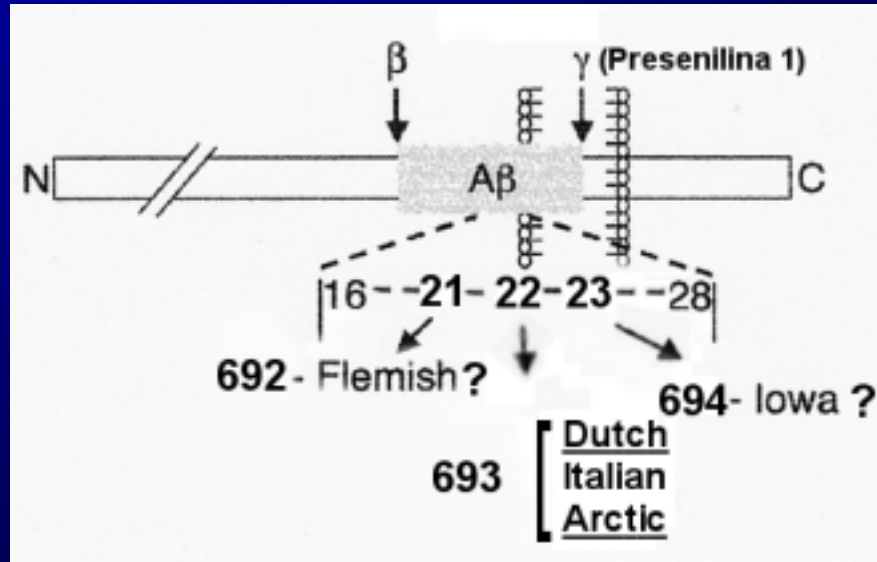 β γ (Presenilina 1)
N Aβ C
16 - - 21 - 22 - 23 - - 28
692 - Flemish ?
694 - Iowa ?
693
Dutch
Italian
Arctic